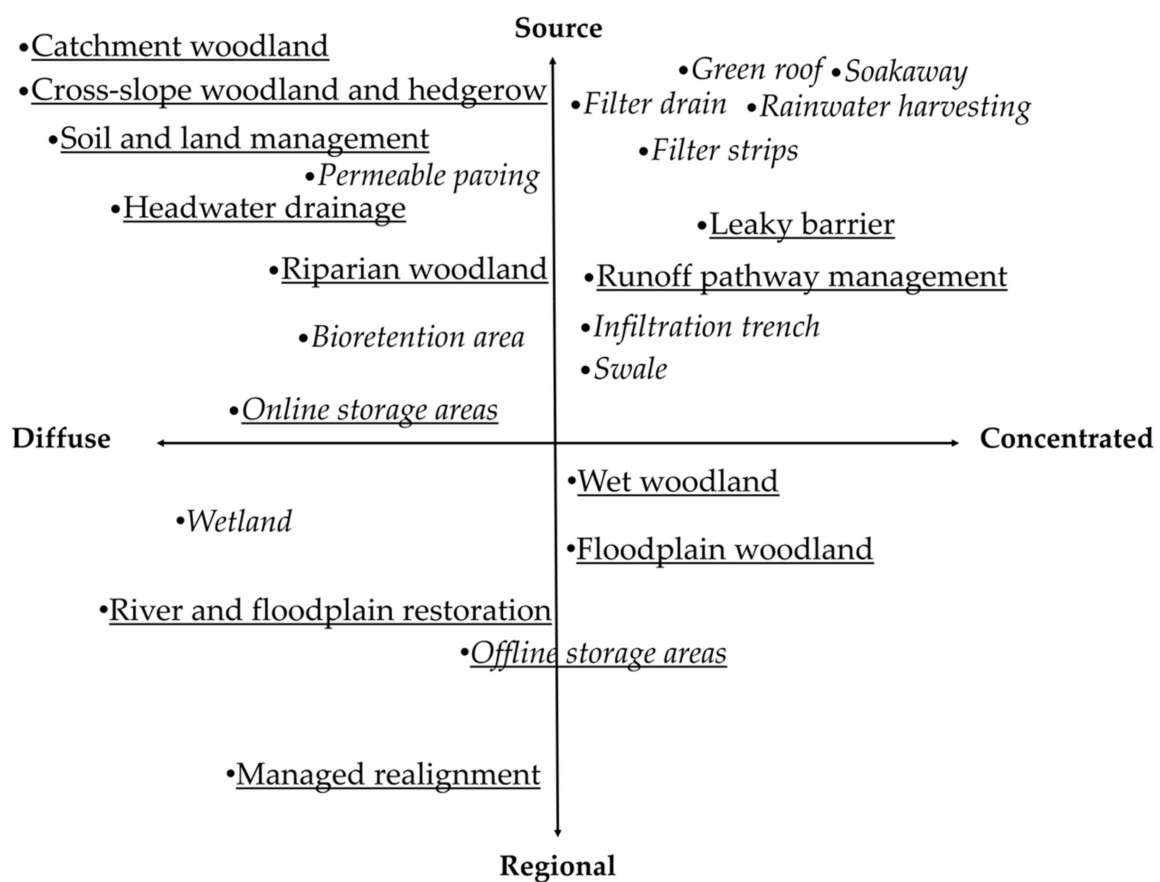 Source
•Catchment woodland
•Green roof •Soakaway
•Cross-slope woodland and hedgerow
•Filter drain •Rainwater harvesting
•Soil and land management
•Filter strips
•Permeable paving
•Headwater drainage
•Leaky barrier
•Riparian woodland
•Runoff pathway management
•Infiltration trench
•Bioretention area
•Swale
•Online storage areas
Diffuse
Concentrated
•Wet woodland
•Wetland
•Floodplain woodland
•River and floodplain restoration
•Offline storage areas
•Managed realignment
Regional